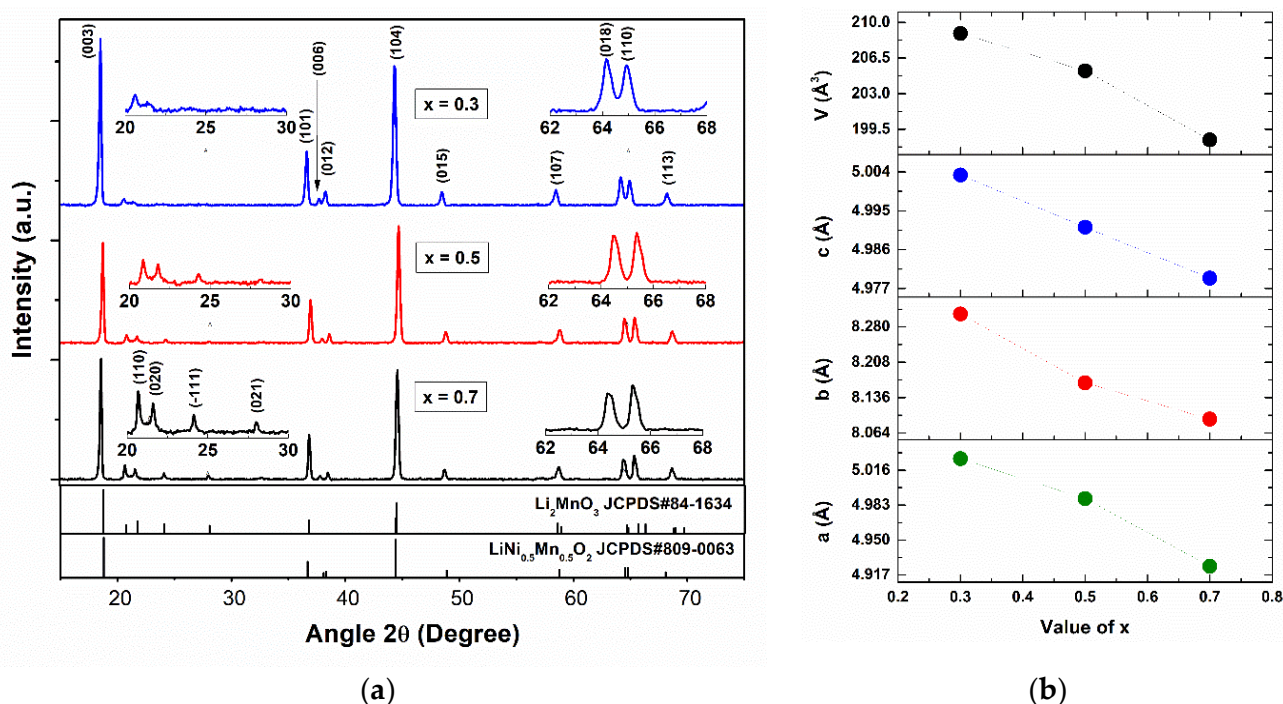 Intensity (a.u.)
(003)
(101)
(006)
(012)
(104)
(015)
(107)
(018)
(110)
(113)
20 25 30
x = 0.3
62 64 66 68
20 25 30
x = 0.5
62 64 66 68
(110)
(020)
(-111)
(021)
20 25 30
x = 0.7
62 64 66 68
Li₂MnO₃ JCPDS#84-1634
LiNi₀.₅Mn₀.₅O₂ JCPDS#809-0063
20 30 40 50 60 70
Angle 2θ (Degree)
(a)
V (Å³)
210.0
206.5
203.0
199.5
c (Å)
5.004
4.995
4.986
4.977
b (Å)
8.280
8.208
8.136
8.064
a (Å)
5.016
4.983
4.950
4.917
0.2 0.3 0.4 0.5 0.6 0.7 0.8
Value of x
(b)